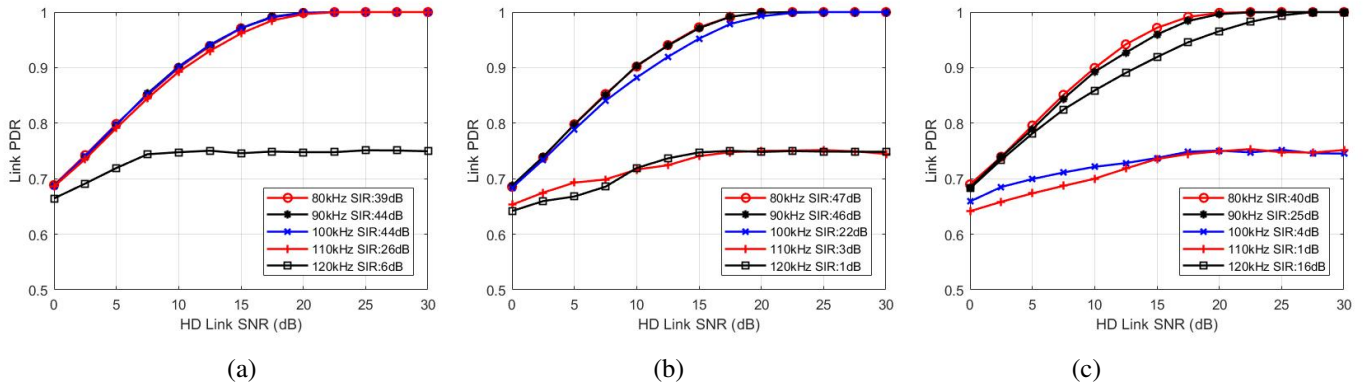 1
0.9
0.8
0.7
0.6
0.5
Link PDR
80kHz SIR:39dB
90kHz SIR:44dB
100kHz SIR:44dB
110kHz SIR:26dB
120kHz SIR:6dB
0 5 10 15 20 25 30
HD Link SNR (dB)
(a)
1
0.9
0.8
0.7
0.6
0.5
Link PDR
80kHz SIR:47dB
90kHz SIR:46dB
100kHz SIR:22dB
110kHz SIR:3dB
120kHz SIR:1dB
0 5 10 15 20 25 30
HD Link SNR (dB)
(b)
1
0.9
0.8
0.7
0.6
0.5
Link PDR
80kHz SIR:40dB
90kHz SIR:25dB
100kHz SIR:4dB
110kHz SIR:1dB
120kHz SIR:16dB
0 5 10 15 20 25 30
HD Link SNR (dB)
(c)